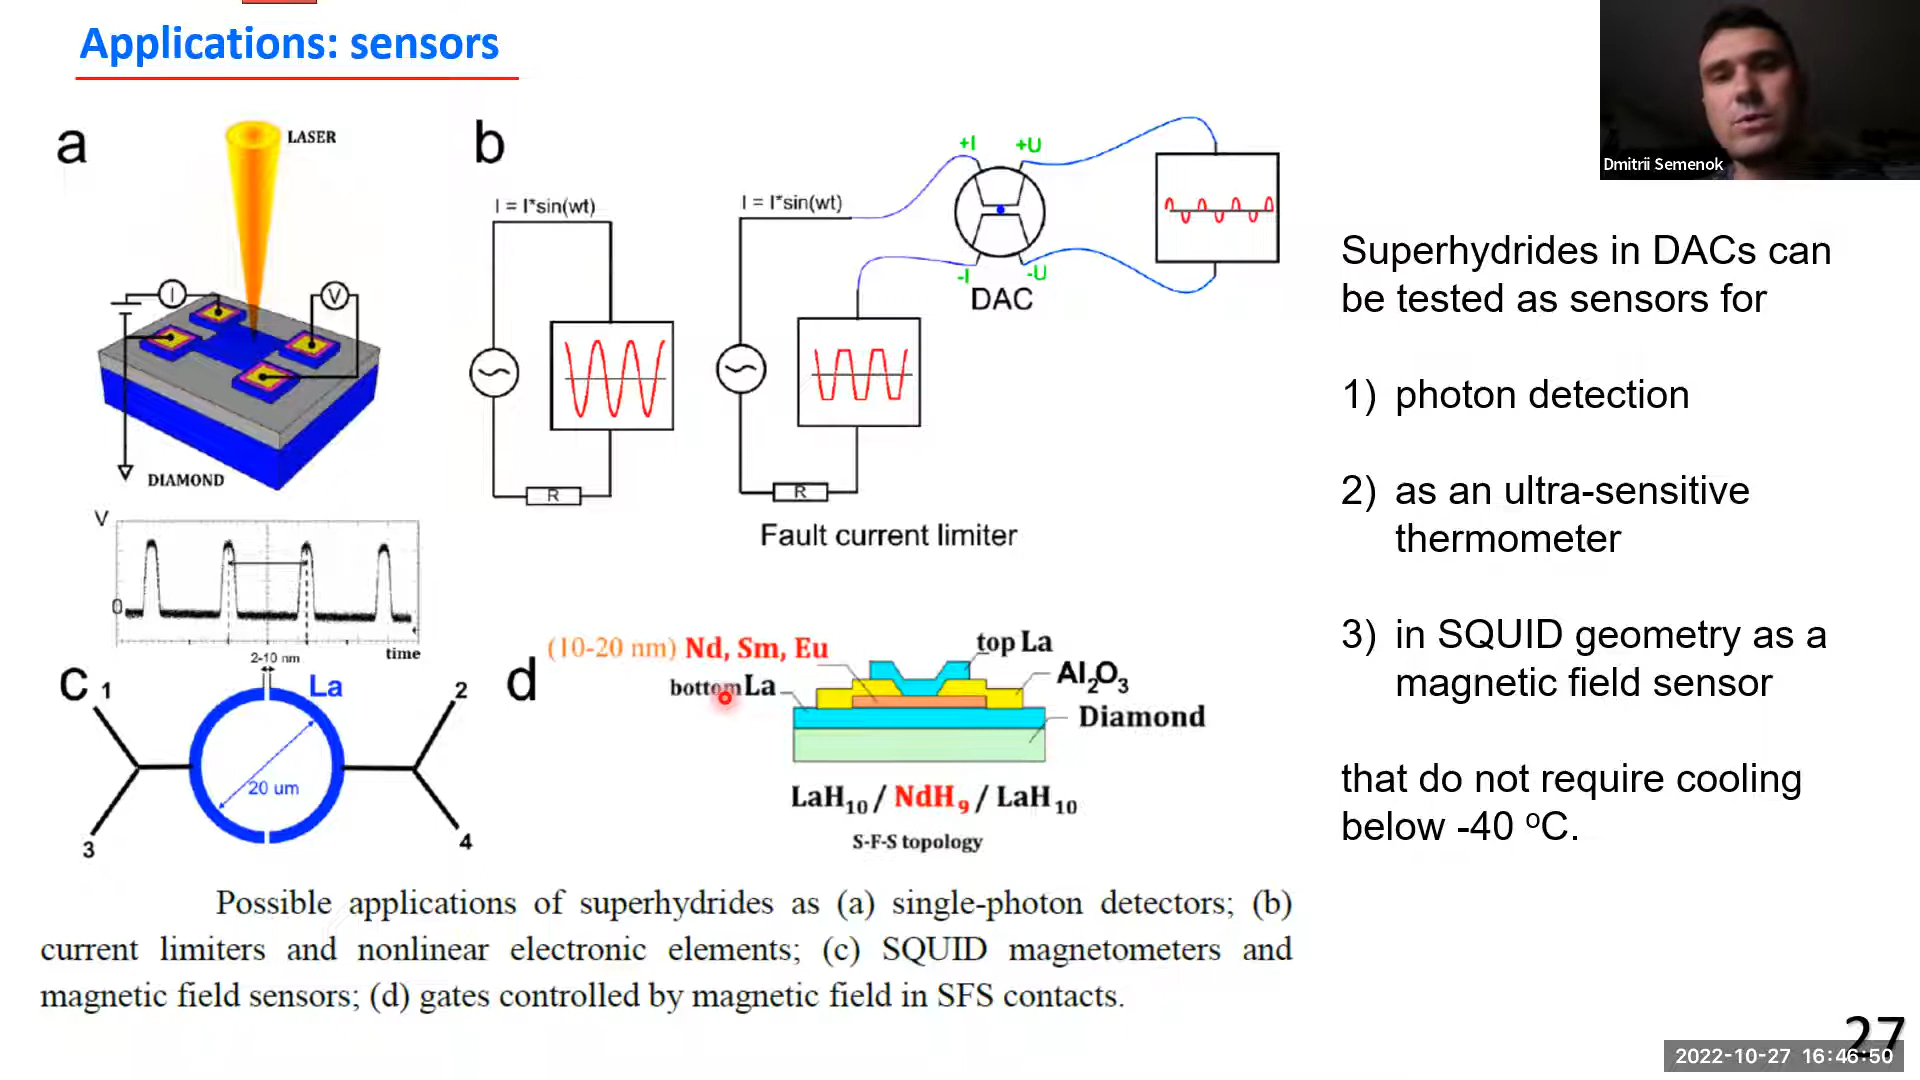 Applications: sensors
Dmitrii Semenok
a
LASER
I
V
DIAMOND
V
0
time
b
I = I*sin(wt)
R
I = I*sin(wt)
R
+I
+U
-I
-U
DAC
Fault current limiter
c
2-10 nm
La
1
2
3
4
20 um
d
(10-20 nm) Nd, Sm, Eu
top La
bottom La
Al2O3
Diamond
LaH10 / NdH9 / LaH10
S-F-S topology
Possible applications of superhydrides as (a) single-photon detectors; (b)
current limiters and nonlinear electronic elements; (c) SQUID magnetometers and
magnetic field sensors; (d) gates controlled by magnetic field in SFS contacts.
Superhydrides in DACs can
be tested as sensors for
1) photon detection
2) as an ultra-sensitive
thermometer
3) in SQUID geometry as a
magnetic field sensor
that do not require cooling
below -40 °C.
27
2022-10-27 16:46:50